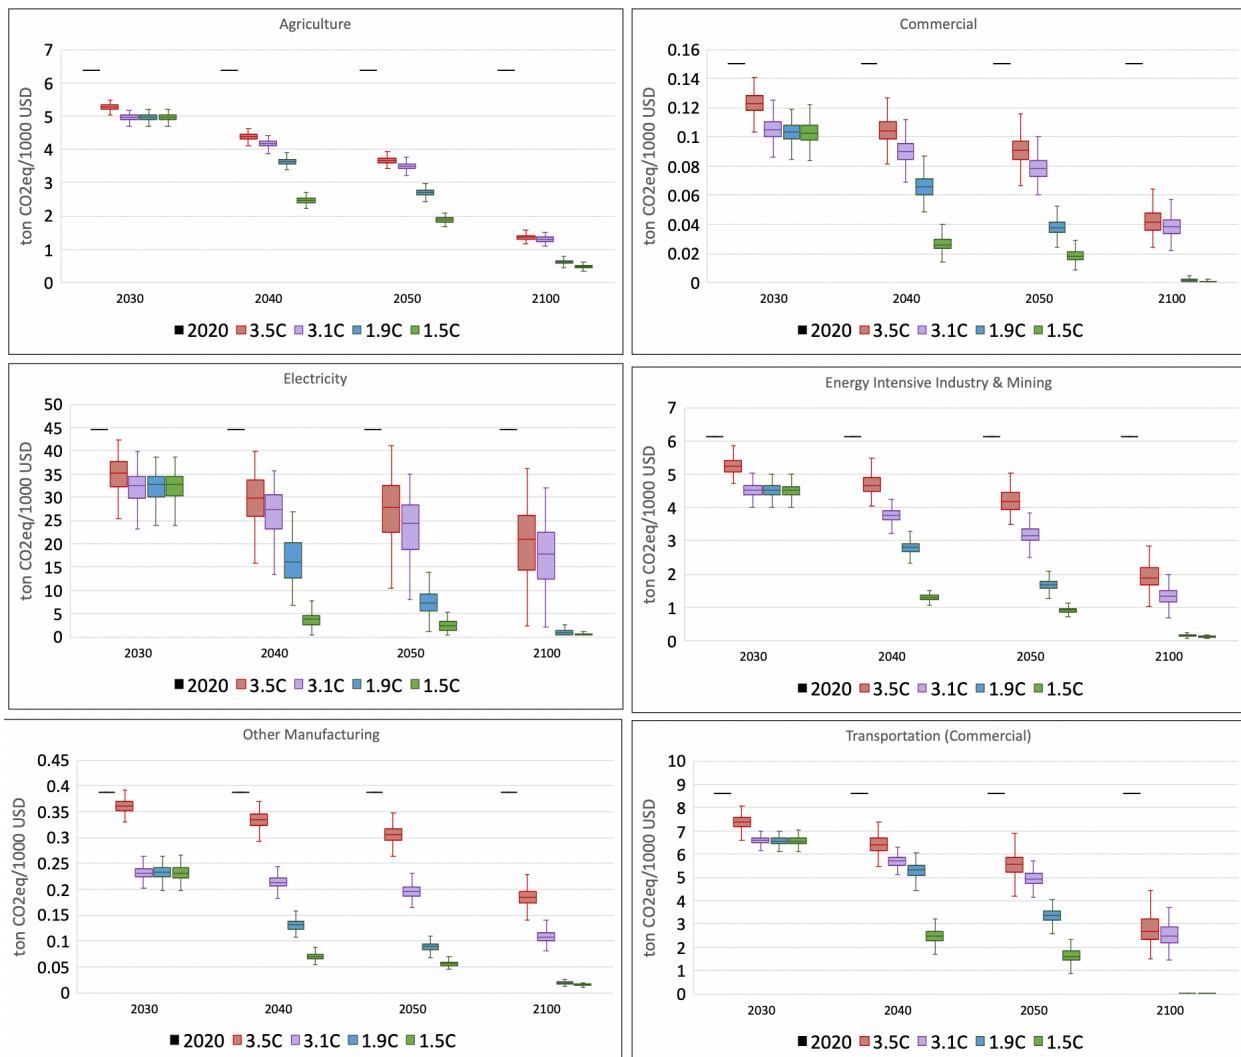 Agriculture
ton CO2eq/1000 USD
7
6
5
4
3
2
1
0
2030 2040 2050 2100
2020 3.5C 3.1C 1.9C 1.5C
Commercial
ton CO2eq/1000 USD
0.16
0.14
0.12
0.1
0.08
0.06
0.04
0.02
0
2030 2040 2050 2100
2020 3.5C 3.1C 1.9C 1.5C
Electricity
ton CO2eq/1000 USD
50
45
40
35
30
25
20
15
10
5
0
2030 2040 2050 2100
2020 3.5C 3.1C 1.9C 1.5C
Energy Intensive Industry & Mining
ton CO2eq/1000 USD
7
6
5
4
3
2
1
0
2030 2040 2050 2100
2020 3.5C 3.1C 1.9C 1.5C
Other Manufacturing
ton CO2eq/1000 USD
0.45
0.4
0.35
0.3
0.25
0.2
0.15
0.1
0.05
0
2030 2040 2050 2100
2020 3.5C 3.1C 1.9C 1.5C
Transportation (Commercial)
ton CO2eq/1000 USD
10
9
8
7
6
5
4
3
2
1
0
2030 2040 2050 2100
2020 3.5C 3.1C 1.9C 1.5C